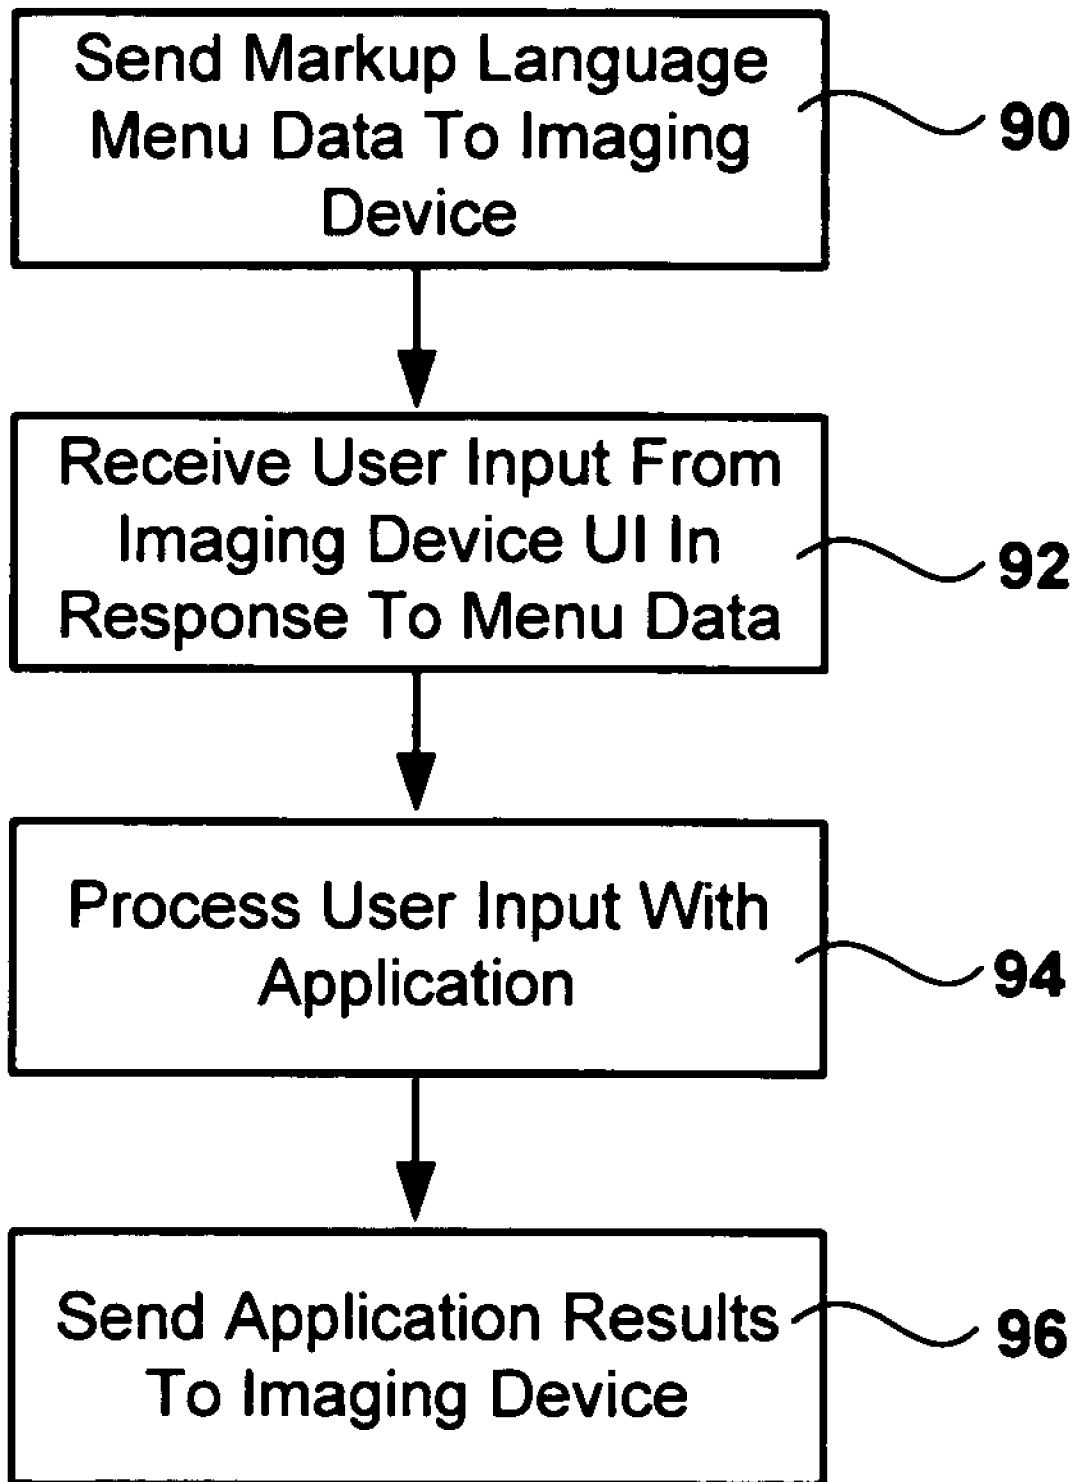 Send Markup Language
Menu Data To Imaging
Device
90
Receive User Input From
Imaging Device UI In
Response To Menu Data
92
Process User Input With
Application
94
Send Application Results
To Imaging Device
96